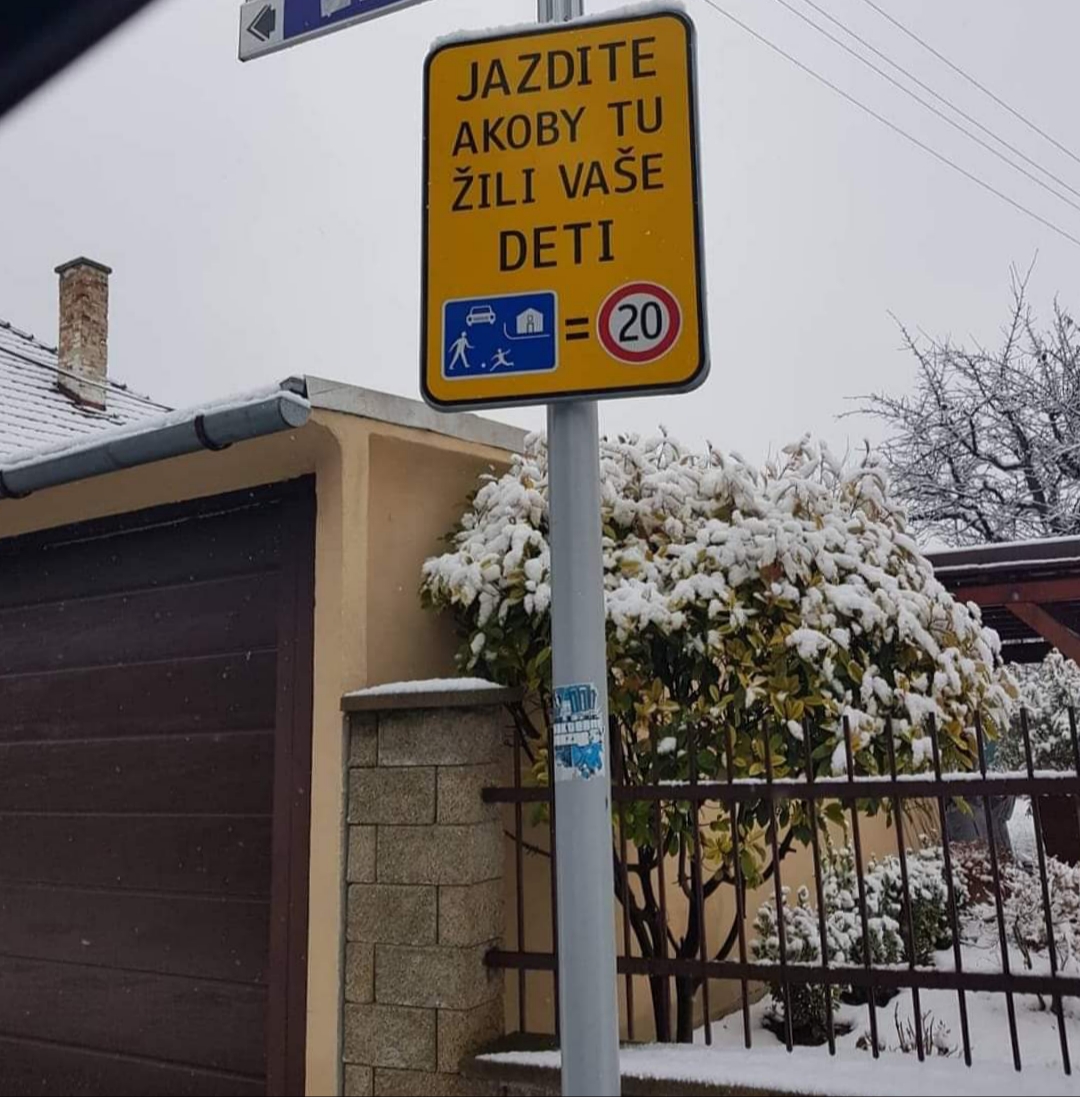 JAZDITE
AKOBY TU
ŽILI VAŠE
DETI
= 20